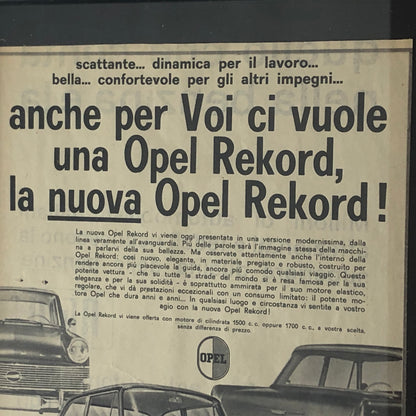 scattante... dinamica per il lavoro...
bella... confortevole per gli altri impegni...
anche per Voi ci vuole
una Opel Rekord,
la nuova Opel Rekord!
La nuova Opel Rekord vi viene oggi presentata in una versione modernissima, dalla
linea veramente all'avanguardia. Più delle parole sarà l'immagine stessa della macchi-
na a parlarvi della sua bellezza. Ma osservate attentamente anche l'interno della
Opel Rekord: così nuovo, elegante, in materiale pregiato e robusto, costruito per
rendere ancora più piacevole la guida, ancora più comodo qualsiasi viaggio. Questa
potente vettura - che su tutte le strade del mondo si è resa famosa per la sua
eleganza e per la sua solidità - è soprattutto ammirata per il suo motore elastico,
regolare, che vi dà prestazioni eccezionali con un consumo limitato: il potente mo-
tore Opel che dura anni e anni... In qualsiasi luogo e circostanza vi sentite a vostro
agio con la nuova Opel Rekord!
La Opel Rekord vi viene offerta con motore di cilindrata 1500 c. c. oppure 1700 c. c., a vostra scelta,
senza differenza di prezzo.
OPEL